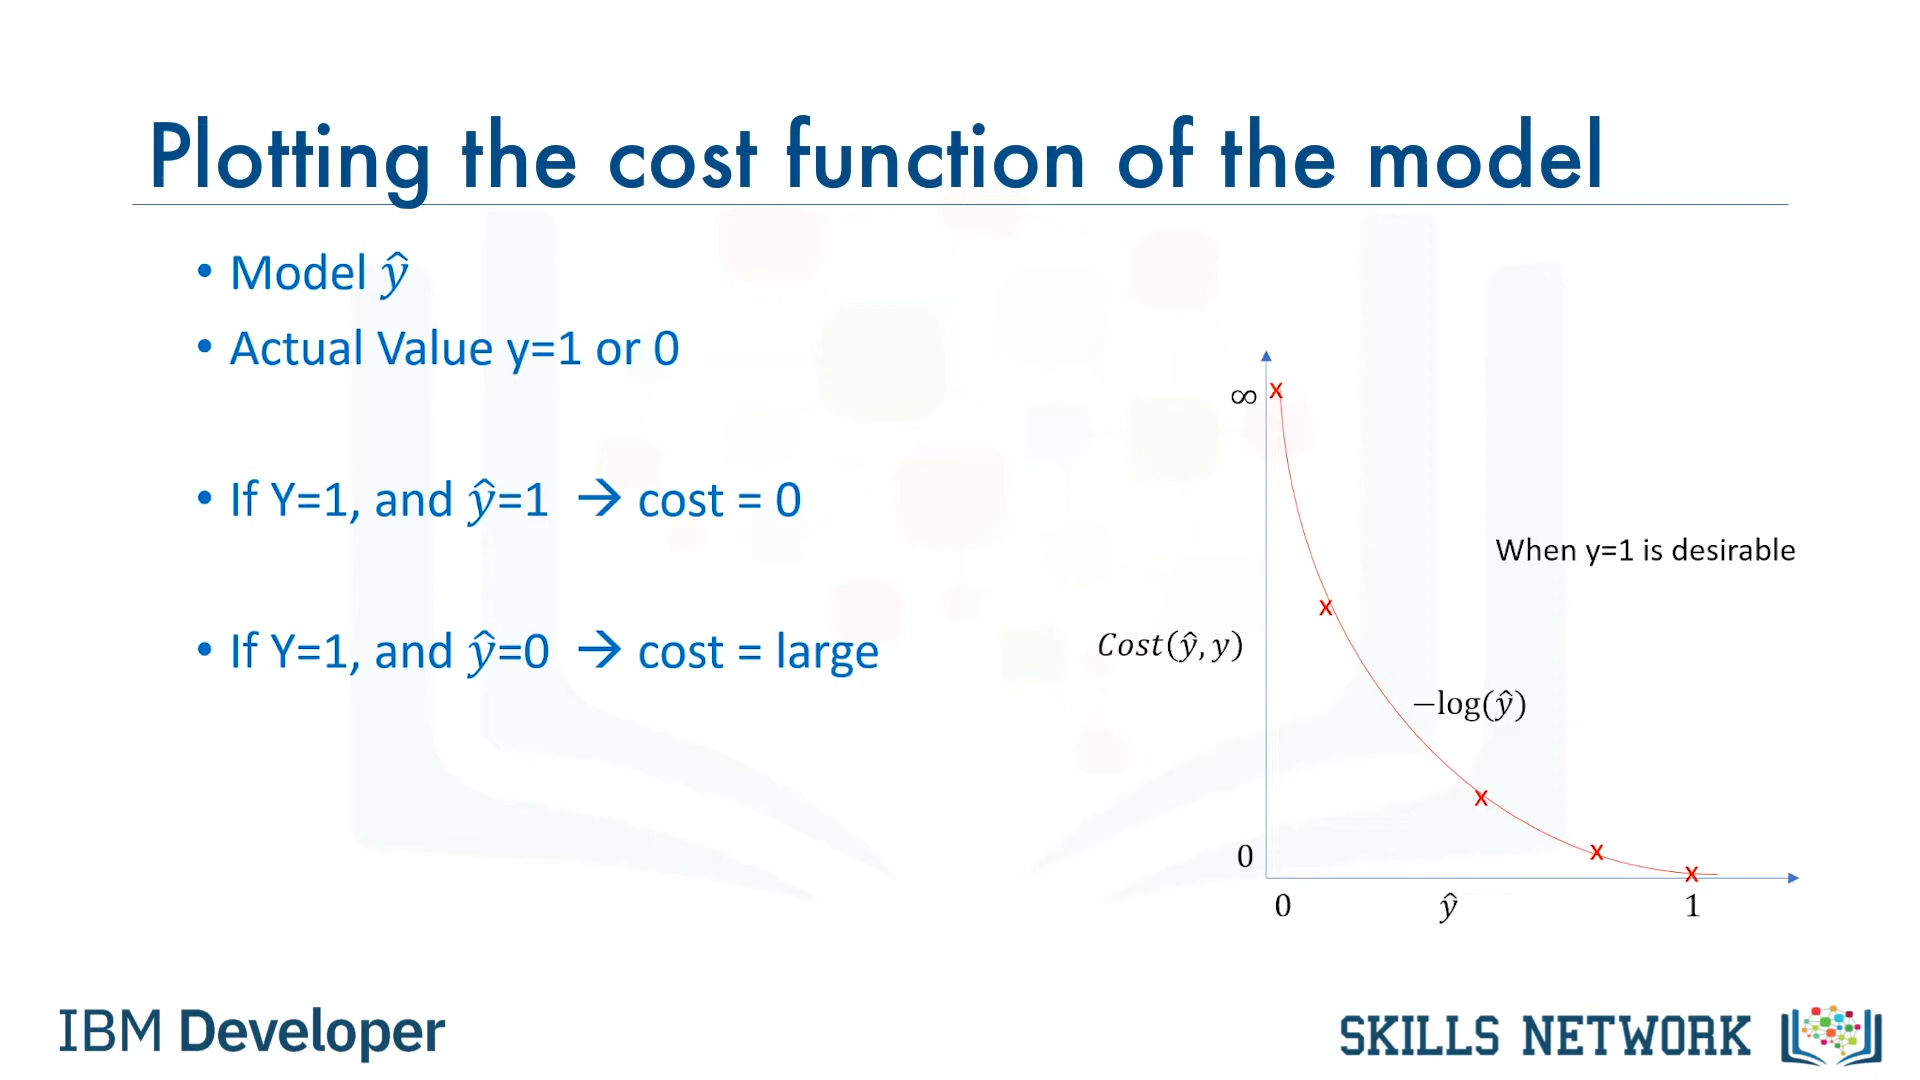 Plotting the cost function of the model
• Model ŷ
• Actual Value y=1 or 0
• If Y=1, and ŷ=1 → cost = 0
• If Y=1, and ŷ=0 → cost = large
∞
x
When y=1 is desirable
x
Cost(ŷ, y)
−log(ŷ)
x
x
0
x
0
ŷ
1
IBM Developer
SKILLS NETWORK